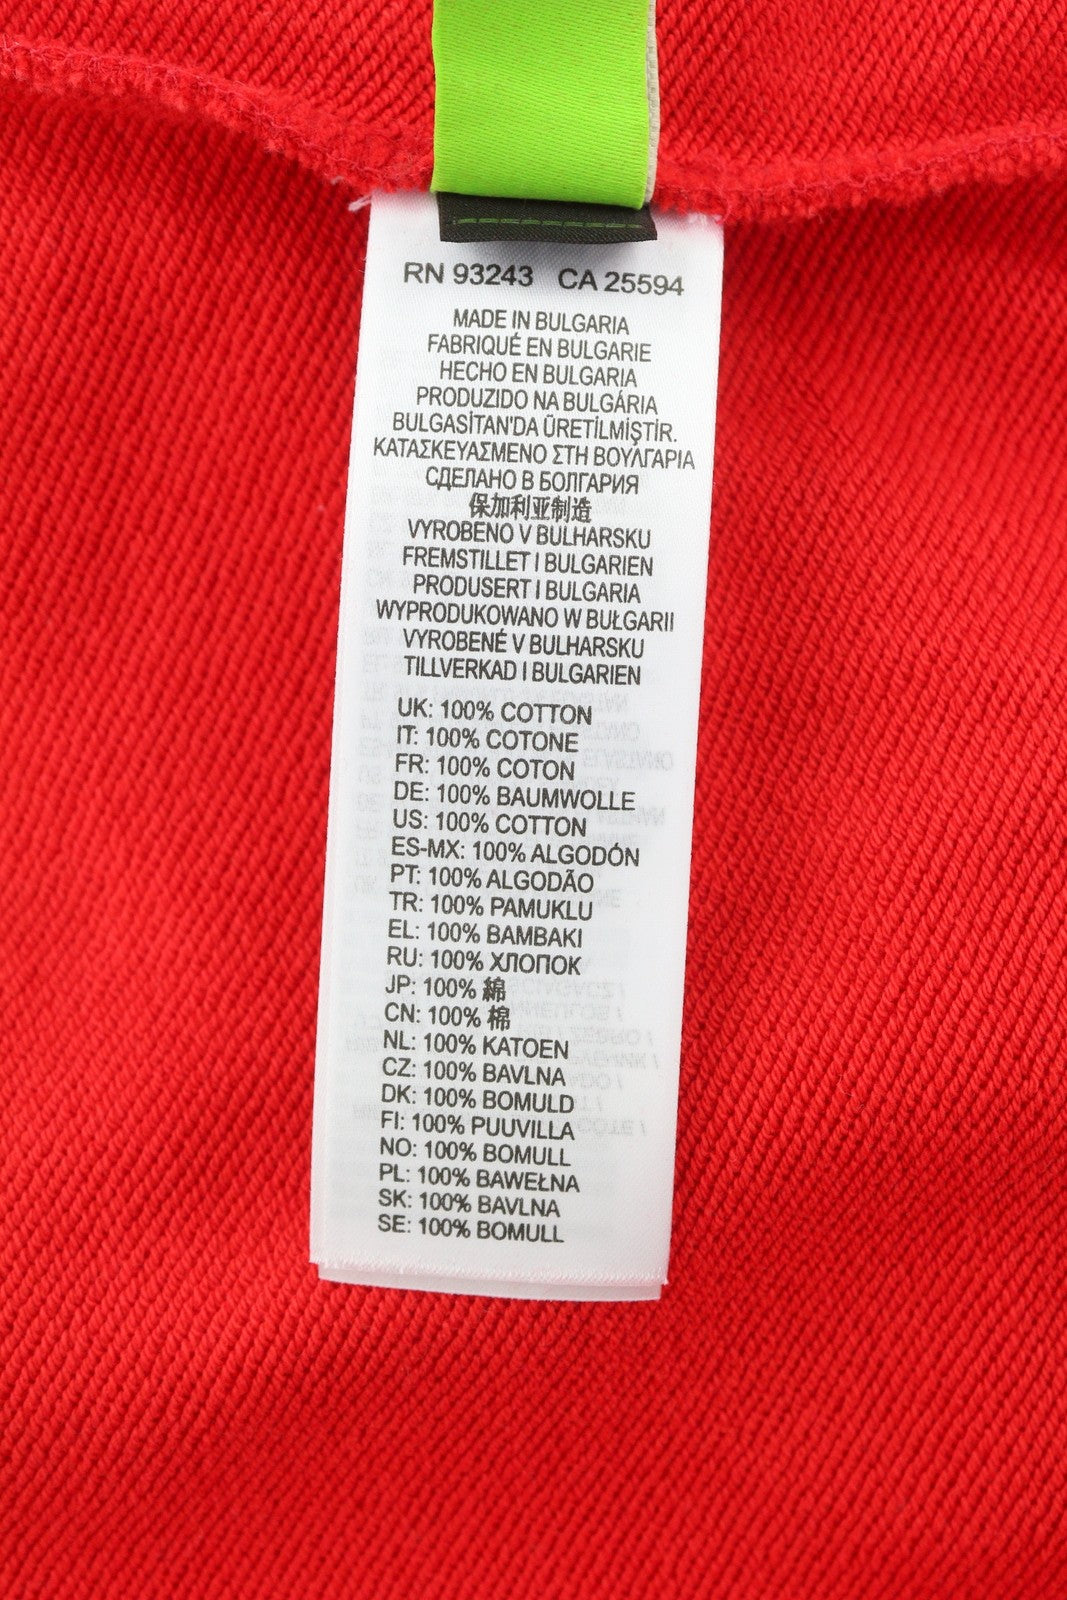 RN 93243 CA 25594
MADE IN BULGARIA
FABRIQUÉ EN BULGARIE
HECHO EN BULGARIA
PRODUZIDO NA BULGÁRIA
BULGASİTAN'DA ÜRETİLMİŞTİR.
ΚΑΤΑΣΚΕΥΑΣΜΕΝΟ ΣΤΗ ΒΟΥΛΓΑΡΙΑ
СДЕЛАНО В БОЛГАРИЯ
保加利亚制造
VYROBENO V BULHARSKU
FREMSTILLET I BULGARIEN
PRODUSERT I BULGARIA
WYPRODUKOWANO W BUŁGARII
VYROBENÉ V BULHARSKU
TILLVERKAD I BULGARIEN
UK: 100% COTTON
IT: 100% COTONE
FR: 100% COTON
DE: 100% BAUMWOLLE
US: 100% COTTON
ES-MX: 100% ALGODÓN
PT: 100% ALGODÃO
TR: 100% PAMUKLU
EL: 100% ΒΑΜΒΑΚΙ
RU: 100% ХЛОПОК
JP: 100% 綿
CN: 100% 棉
NL: 100% KATOEN
CZ: 100% BAVLNA
DK: 100% BOMULD
FI: 100% PUUVILLA
NO: 100% BOMULL
PL: 100% BAWEŁNA
SK: 100% BAVLNA
SE: 100% BOMULL